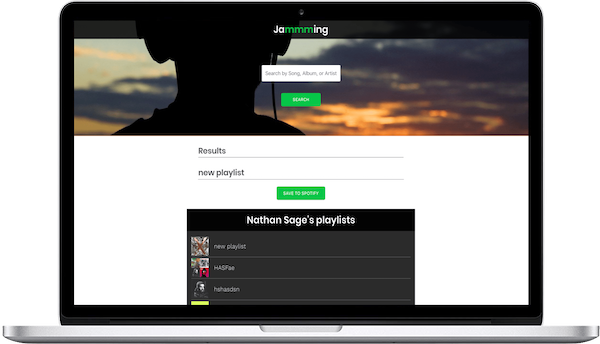 Jammming
Search by Song, Album, or Artist
SEARCH
Results
new playlist
SAVE TO SPOTIFY
Nathan Sage's playlists
new playlist
HASFae
hshasdsn